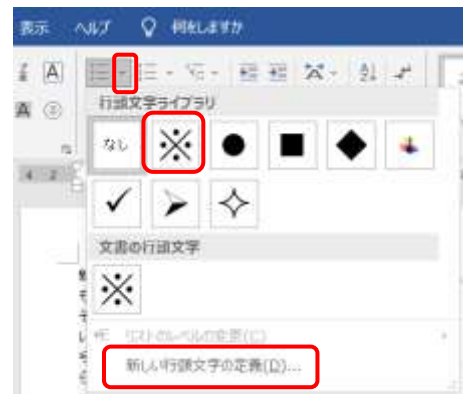 表示 ヘルプ 何をしますか
A
A
行頭文字ライブラリ
なし ※ ● ■ ◆
✓ ➢ ✧
4 2
文書の行頭文字
※
リストのレベルの変更(C)
新しい行頭文字の定義(D)...